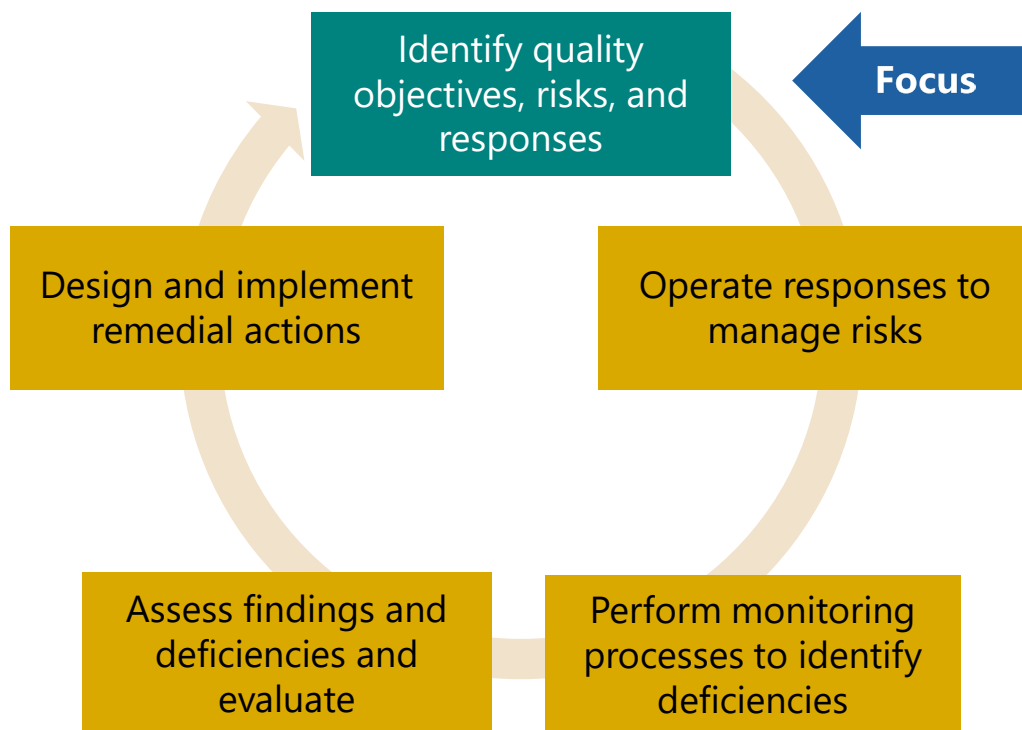 Identify quality
objectives, risks, and
responses
Focus
Operate responses to
manage risks
Perform monitoring
processes to identify
deficiencies
Assess findings and
deficiencies and
evaluate
Design and implement
remedial actions